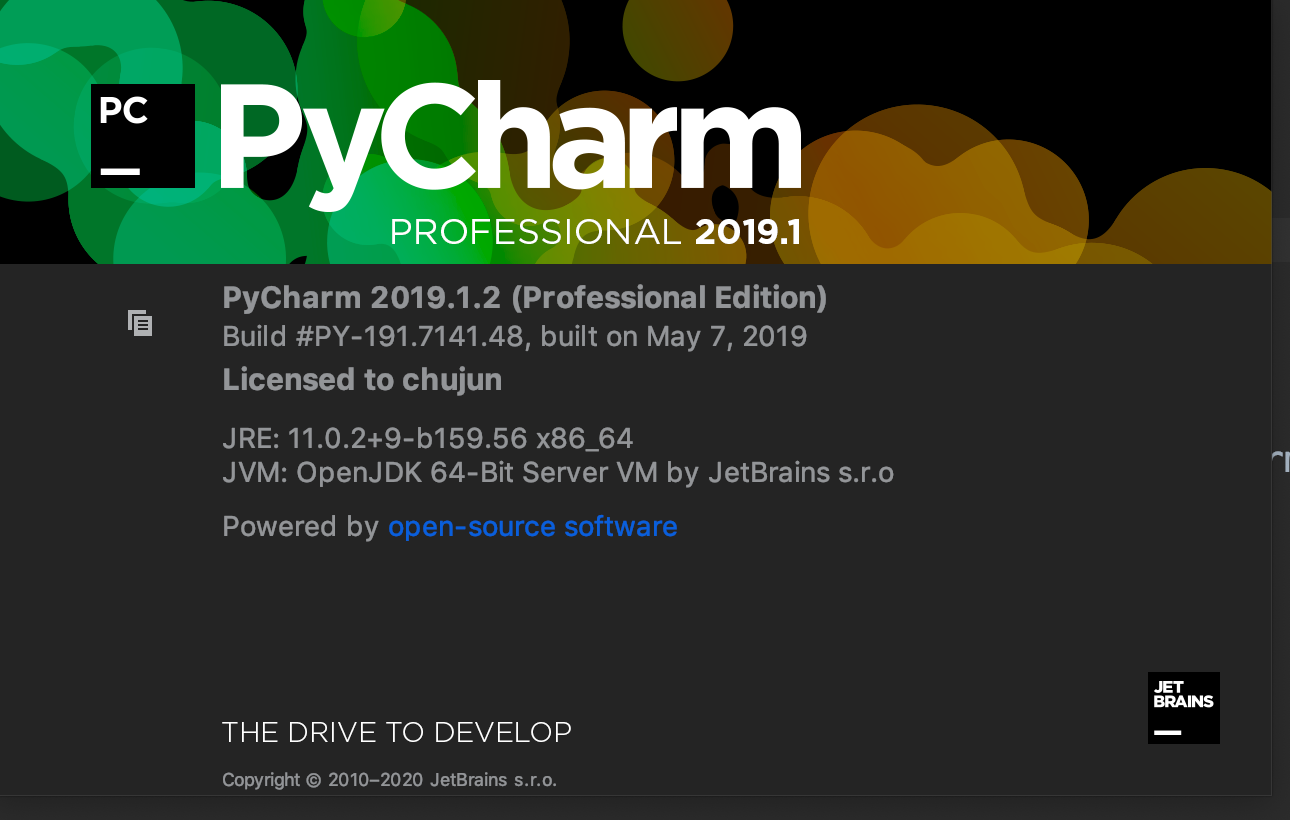 PC
PyCharm
PROFESSIONAL 2019.1
PyCharm 2019.1.2 (Professional Edition)
Build #PY-191.7141.48, built on May 7, 2019
Licensed to chujun
JRE: 11.0.2+9-b159.56 x86_64
JVM: OpenJDK 64-Bit Server VM by JetBrains s.r.o
Powered by open-source software
JET
BRAINS
THE DRIVE TO DEVELOP
Copyright © 2010–2020 JetBrains s.r.o.